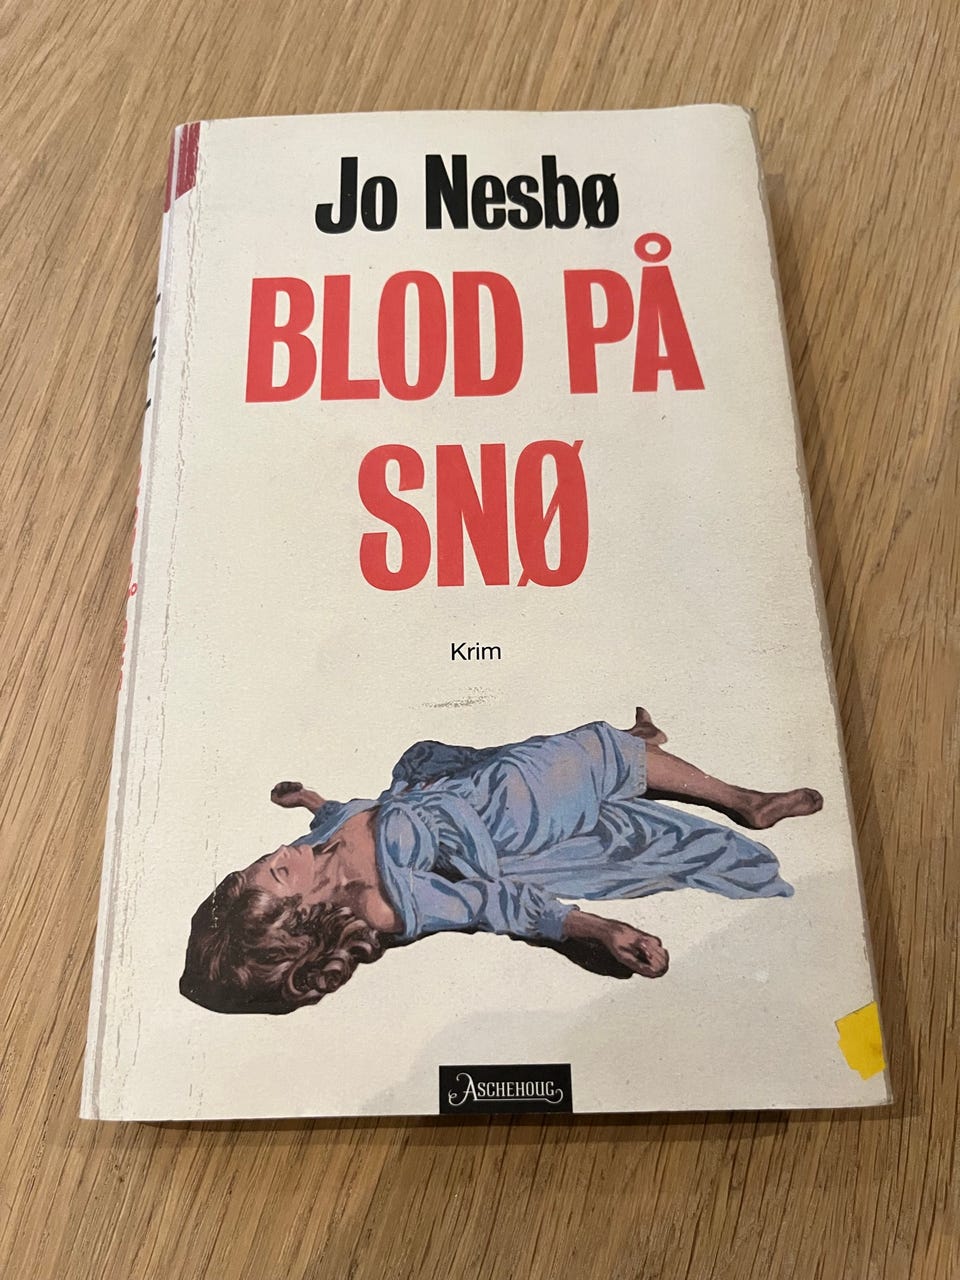 Jo Nesbø
BLOD PÅ
SNØ
Krim
ASCHEHOUG